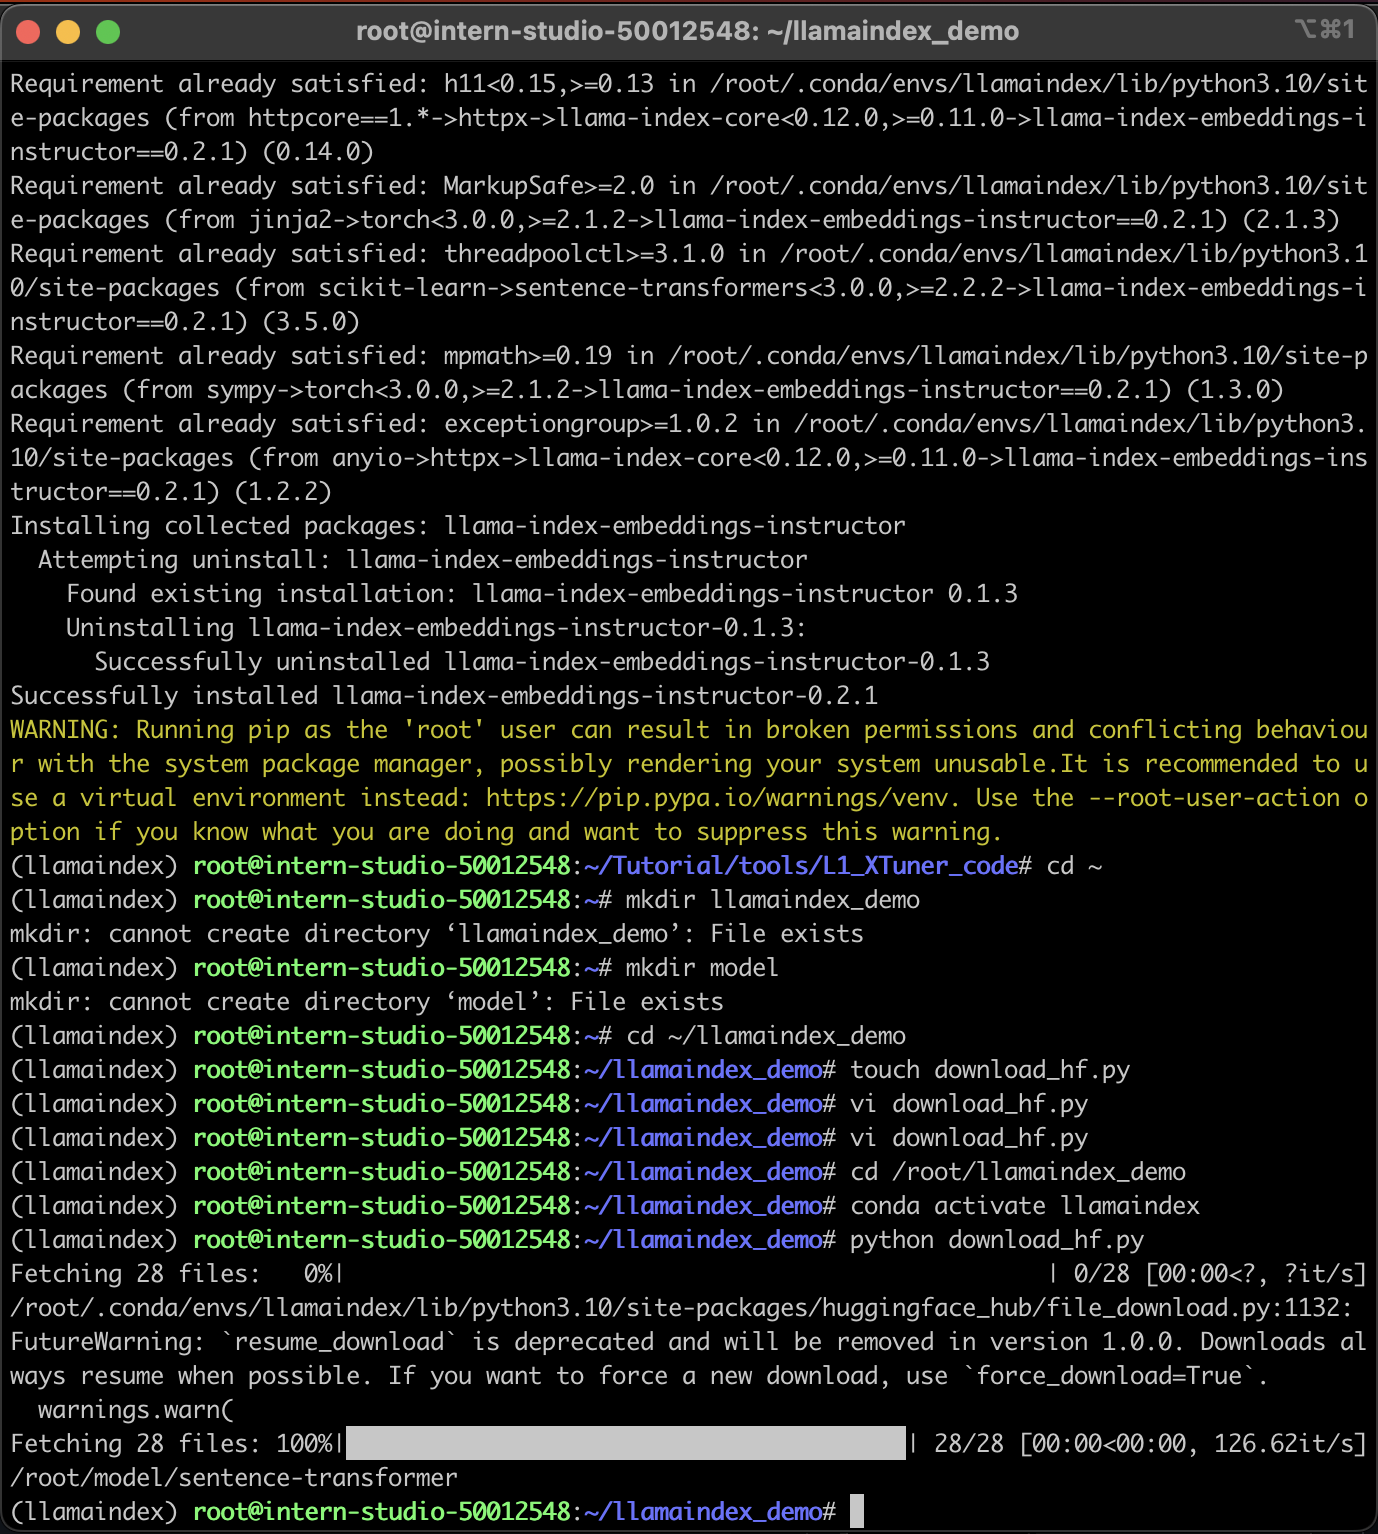 root@intern-studio-50012548: ~/llamaindex_demo
⌥⌘1
Requirement already satisfied: h11<0.15,>=0.13 in /root/.conda/envs/llamaindex/lib/python3.10/sit
e-packages (from httpcore==1.*->httpx->llama-index-core<0.12.0,>=0.11.0->llama-index-embeddings-i
nstructor==0.2.1) (0.14.0)
Requirement already satisfied: MarkupSafe>=2.0 in /root/.conda/envs/llamaindex/lib/python3.10/sit
e-packages (from jinja2->torch<3.0.0,>=2.1.2->llama-index-embeddings-instructor==0.2.1) (2.1.3)
Requirement already satisfied: threadpoolctl>=3.1.0 in /root/.conda/envs/llamaindex/lib/python3.1
0/site-packages (from scikit-learn->sentence-transformers<3.0.0,>=2.2.2->llama-index-embeddings-i
nstructor==0.2.1) (3.5.0)
Requirement already satisfied: mpmath>=0.19 in /root/.conda/envs/llamaindex/lib/python3.10/site-p
ackages (from sympy->torch<3.0.0,>=2.1.2->llama-index-embeddings-instructor==0.2.1) (1.3.0)
Requirement already satisfied: exceptiongroup>=1.0.2 in /root/.conda/envs/llamaindex/lib/python3.
10/site-packages (from anyio->httpx->llama-index-core<0.12.0,>=0.11.0->llama-index-embeddings-ins
tructor==0.2.1) (1.2.2)
Installing collected packages: llama-index-embeddings-instructor
  Attempting uninstall: llama-index-embeddings-instructor
    Found existing installation: llama-index-embeddings-instructor 0.1.3
    Uninstalling llama-index-embeddings-instructor-0.1.3:
      Successfully uninstalled llama-index-embeddings-instructor-0.1.3
Successfully installed llama-index-embeddings-instructor-0.2.1
WARNING: Running pip as the 'root' user can result in broken permissions and conflicting behaviou
r with the system package manager, possibly rendering your system unusable.It is recommended to u
se a virtual environment instead: https://pip.pypa.io/warnings/venv. Use the --root-user-action o
ption if you know what you are doing and want to suppress this warning.
(llamaindex) root@intern-studio-50012548:~/Tutorial/tools/L1_XTuner_code# cd ~
(llamaindex) root@intern-studio-50012548:~# mkdir llamaindex_demo
mkdir: cannot create directory ‘llamaindex_demo’: File exists
(llamaindex) root@intern-studio-50012548:~# mkdir model
mkdir: cannot create directory ‘model’: File exists
(llamaindex) root@intern-studio-50012548:~# cd ~/llamaindex_demo
(llamaindex) root@intern-studio-50012548:~/llamaindex_demo# touch download_hf.py
(llamaindex) root@intern-studio-50012548:~/llamaindex_demo# vi download_hf.py
(llamaindex) root@intern-studio-50012548:~/llamaindex_demo# vi download_hf.py
(llamaindex) root@intern-studio-50012548:~/llamaindex_demo# cd /root/llamaindex_demo
(llamaindex) root@intern-studio-50012548:~/llamaindex_demo# conda activate llamaindex
(llamaindex) root@intern-studio-50012548:~/llamaindex_demo# python download_hf.py
Fetching 28 files:   0%|                                                  | 0/28 [00:00<?, ?it/s]
/root/.conda/envs/llamaindex/lib/python3.10/site-packages/huggingface_hub/file_download.py:1132:
FutureWarning: `resume_download` is deprecated and will be removed in version 1.0.0. Downloads al
ways resume when possible. If you want to force a new download, use `force_download=True`.
  warnings.warn(
Fetching 28 files: 100%|████████████████████████████████████████| 28/28 [00:00<00:00, 126.62it/s]
/root/model/sentence-transformer
(llamaindex) root@intern-studio-50012548:~/llamaindex_demo#